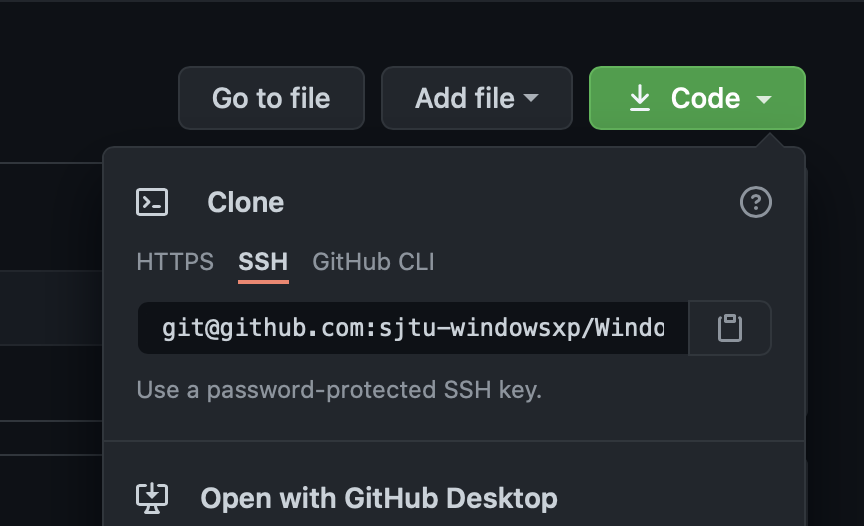 Go to file Add file Code
Clone
HTTPS SSH GitHub CLI
git@github.com:sjtu-windowsxp/Windo
Use a password-protected SSH key.
Open with GitHub Desktop